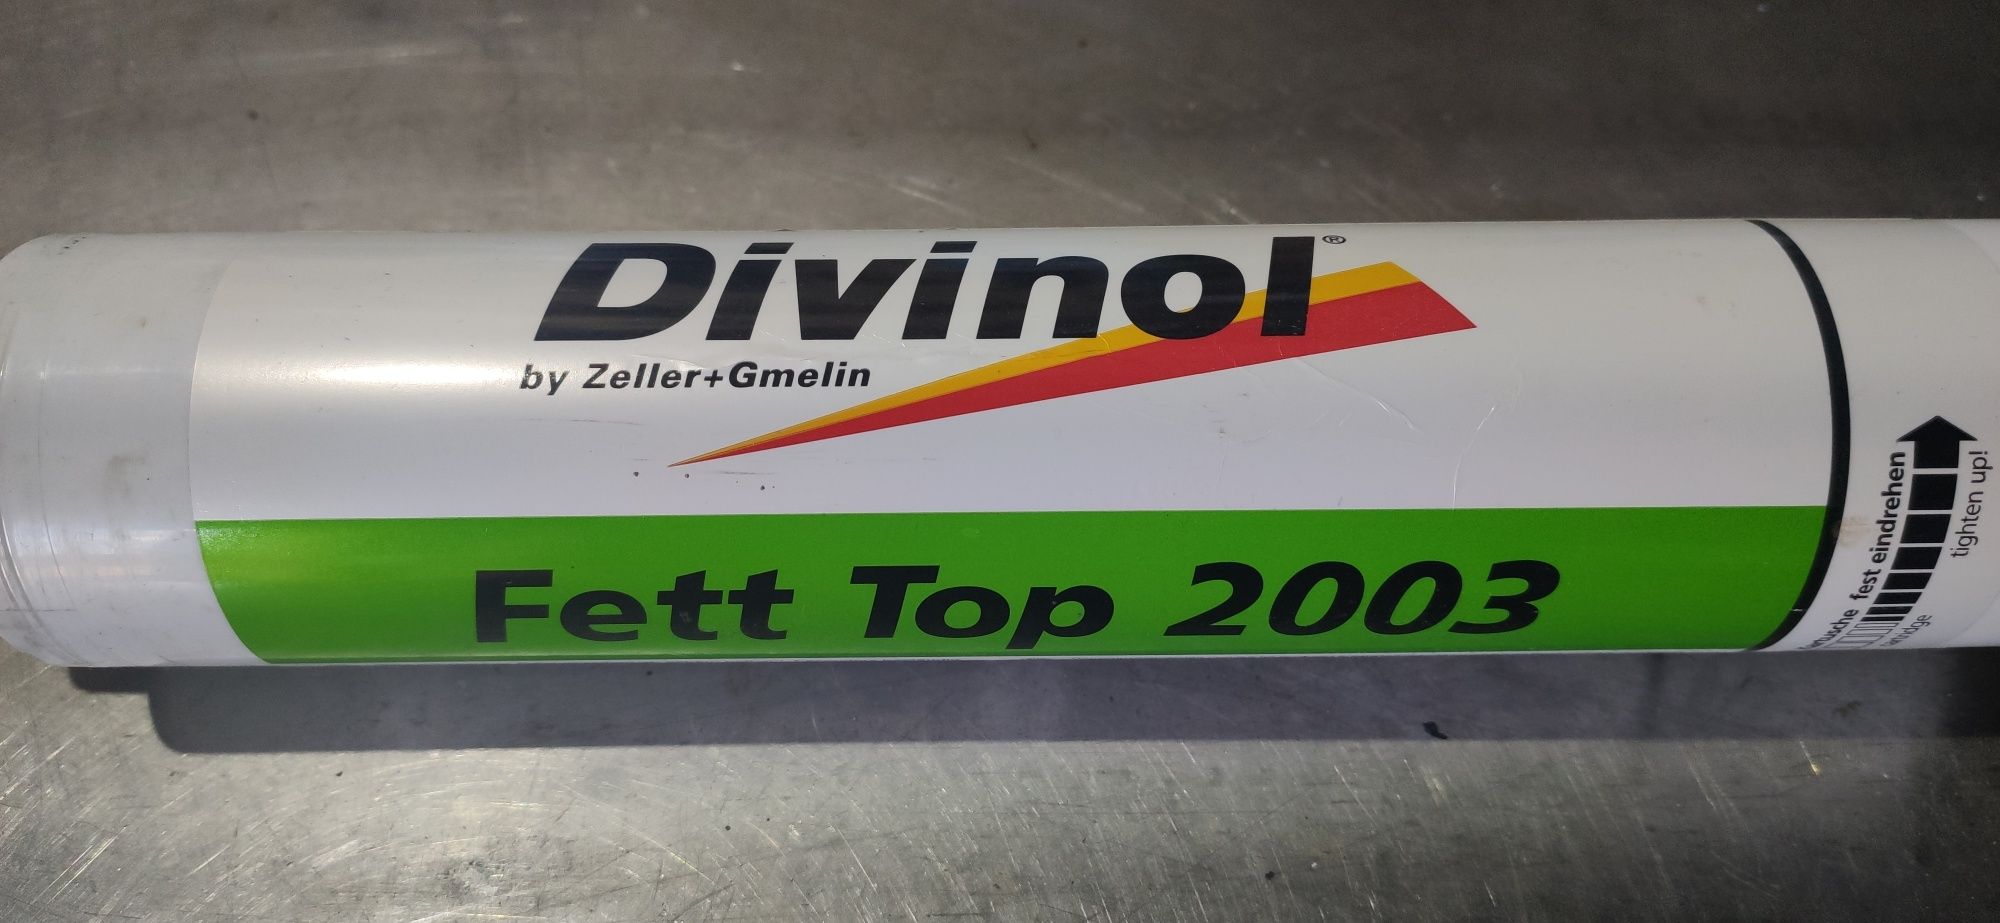 Divinol®
by Zeller+Gmelin
Fett Top 2003
fest eindrehen
tighten up!